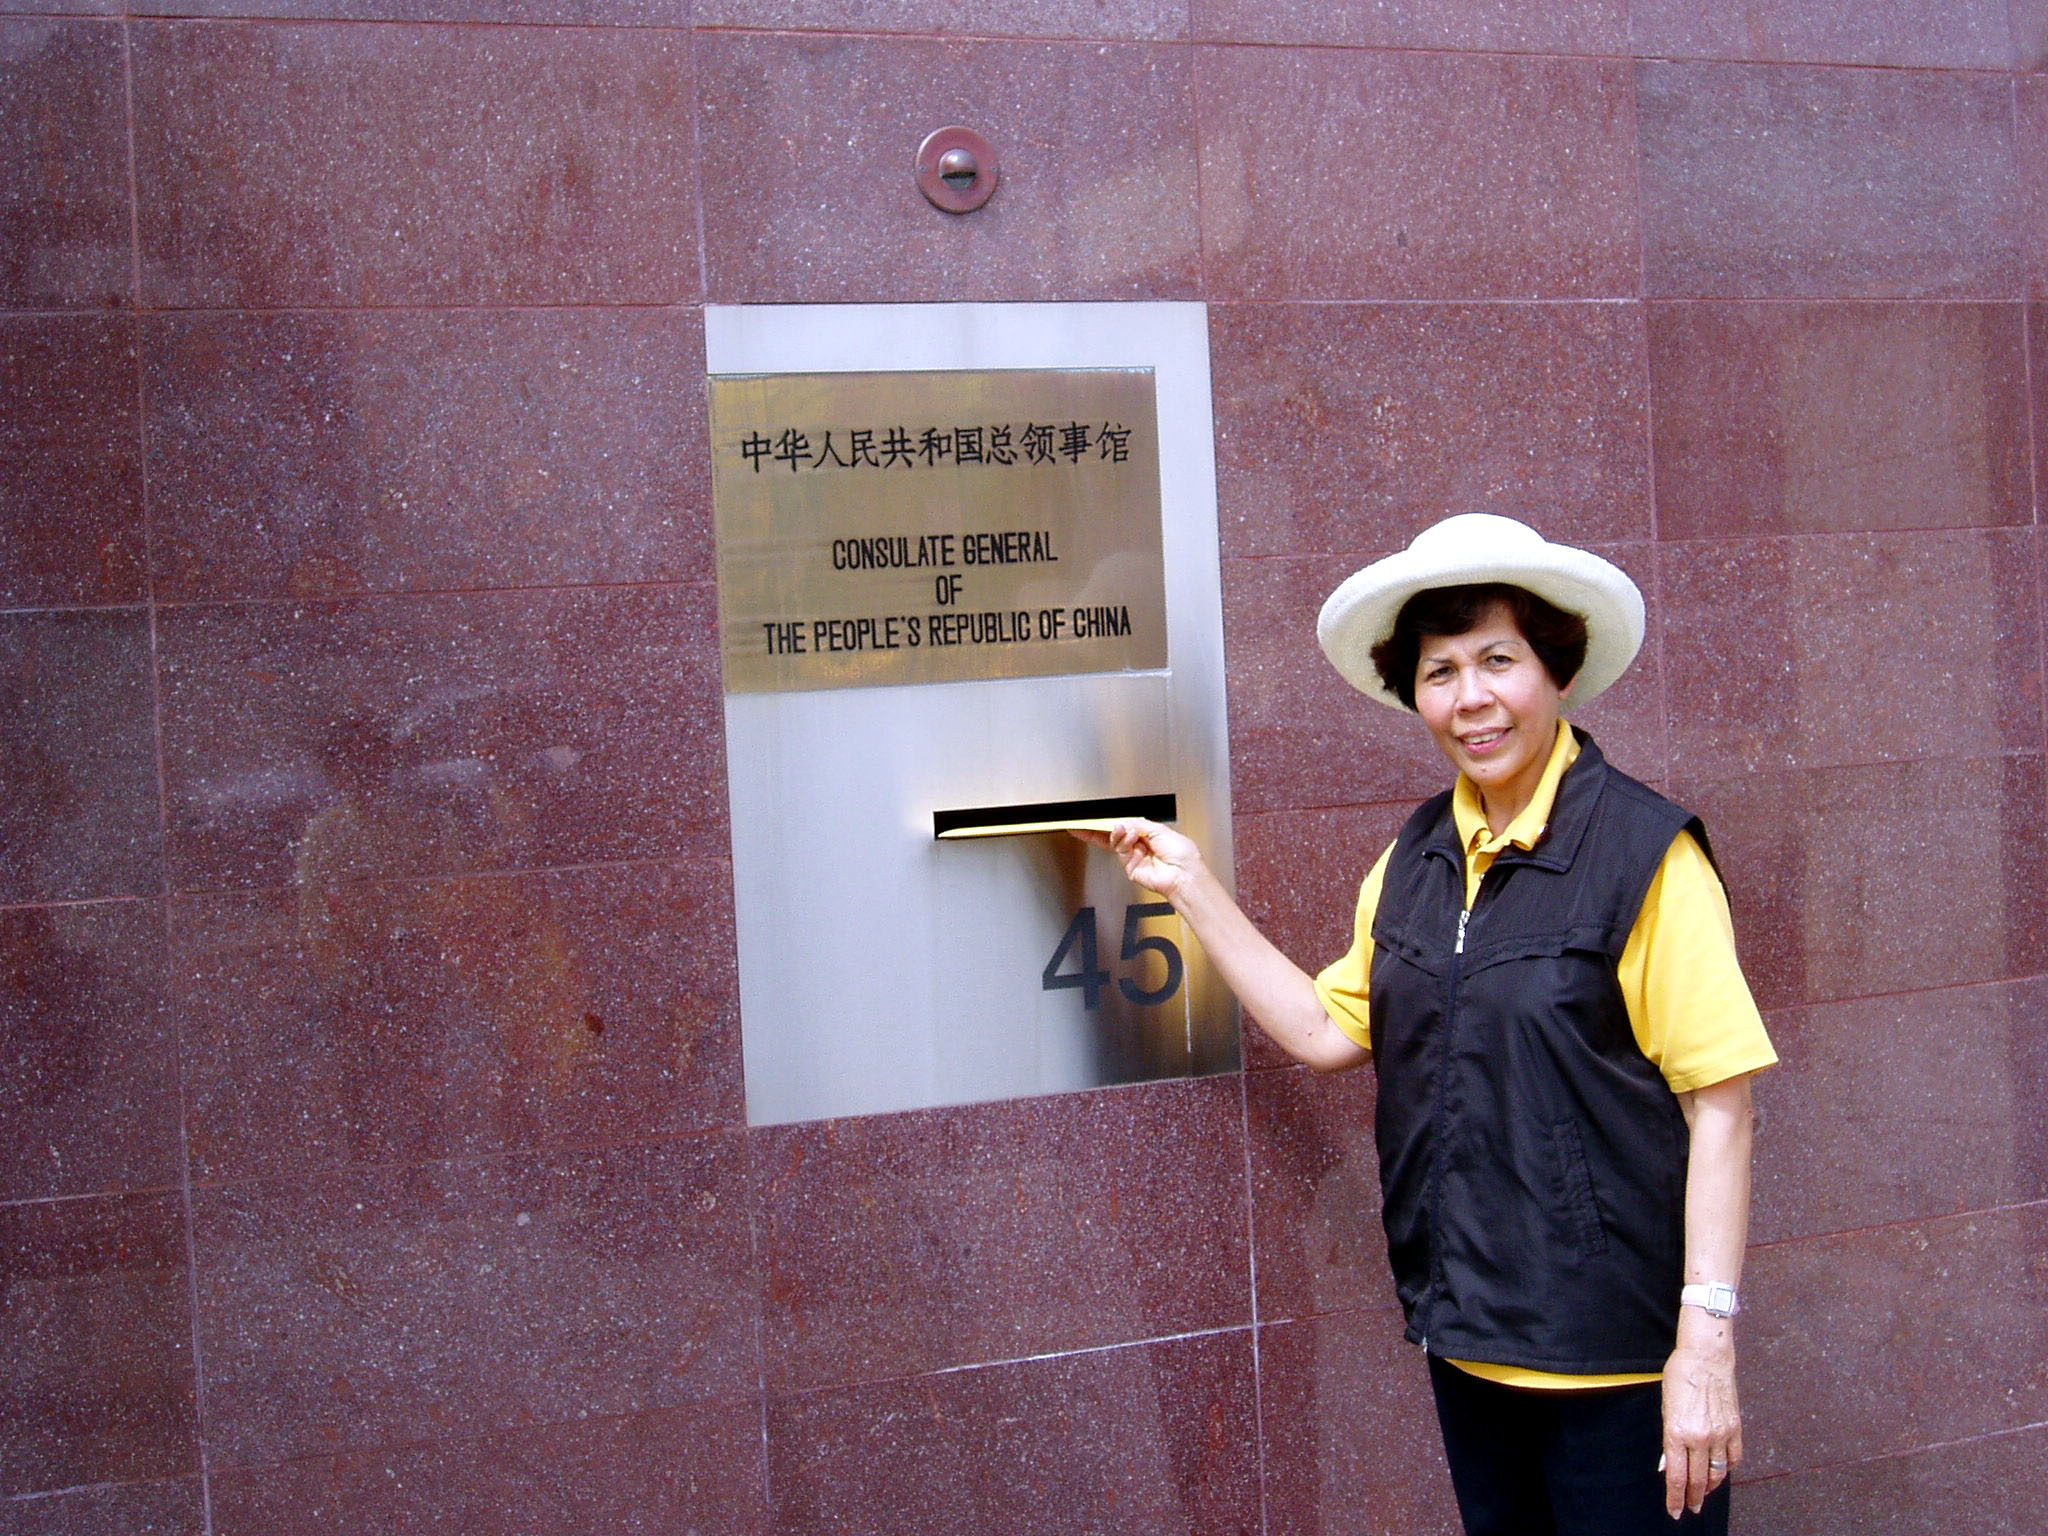 中华人民共和国总领事馆
CONSULATE GENERAL
OF
THE PEOPLE'S REPUBLIC OF CHINA
45